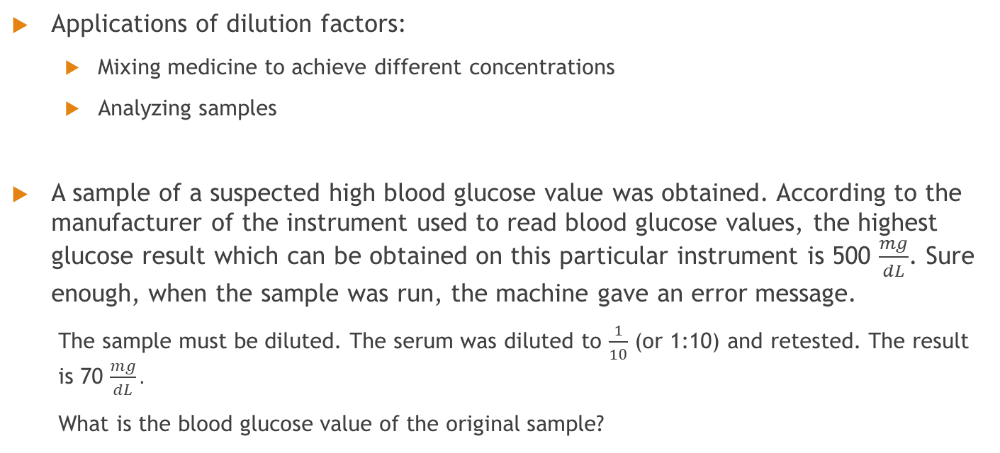 Applications of dilution factors:
Mixing medicine to achieve different concentrations
Analyzing samples
A sample of a suspected high blood glucose value was obtained. According to the
manufacturer of the instrument used to read blood glucose values, the highest
glucose result which can be obtained on this particular instrument is 500 mg/dL. Sure
enough, when the sample was run, the machine gave an error message.
The sample must be diluted. The serum was diluted to 1/10 (or 1:10) and retested. The result
is 70 mg/dL.
What is the blood glucose value of the original sample?